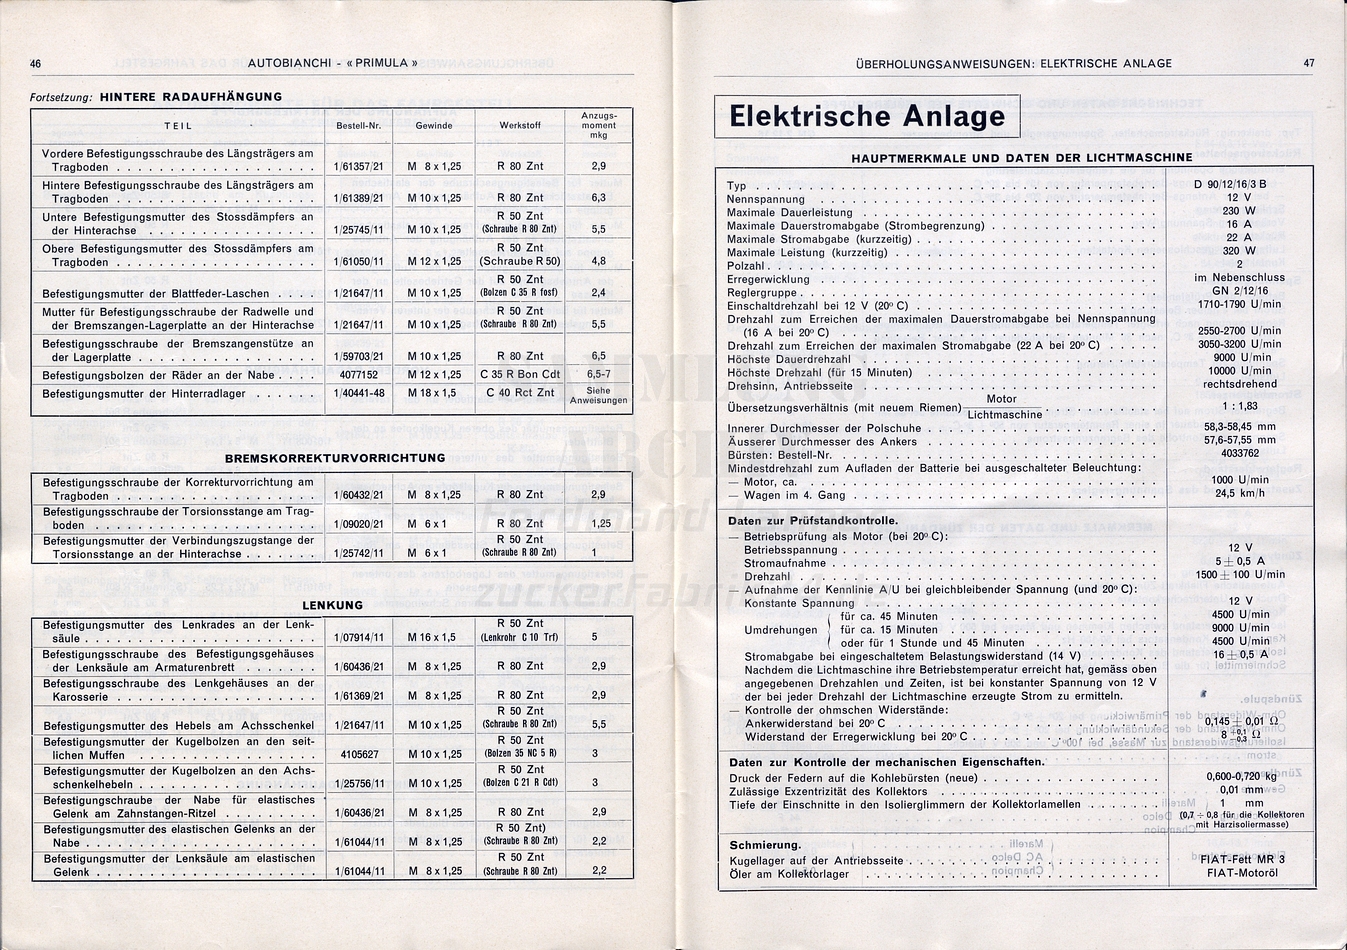 46
AUTOBIANCHI - « PRIMULA »
Fortsetzung: HINTERE RADAUFHÄNGUNG
TEIL Bestell-Nr. Gewinde Werkstoff Anzugs-
moment
mkg
Vordere Befestigungsschraube des Längsträgers am
Tragboden 1/61357/21 M 8 x 1,25 R 80 Znt 2,9
Hintere Befestigungsschraube des Längsträgers am
Tragboden 1/61389/21 M 10 x 1,25 R 80 Znt 6,3
Untere Befestigungsmutter des Stossdämpfers an R 50 Znt
der Hinterachse 1/25745/11 M 10 x 1,25 (Schraube R 80 Znt) 5,5
Obere Befestigungsmutter des Stossdämpfers am R 50 Znt
Tragboden 1/61050/11 M 12 x 1,25 (Schraube R 50) 4,8
R 50 Znt
Befestigungsmutter der Blattfeder-Laschen 1/21647/11 M 10 x 1,25 (Bolzen C 35 R fosf) 2,4
Mutter für Befestigungsschraube der Radwelle und R 50 Znt
der Bremszangen-Lagerplatte an der Hinterachse 1/21647/11 M 10 x 1,25 (Schraube R 80 Znt) 5,5
Befestigungsschraube der Bremszangenstütze an
der Lagerplatte 1/59703/21 M 10 x 1,25 R 80 Znt 6,5
Befestigungsbolzen der Räder an der Nabe 4077152 M 12 x 1,25 C 35 R Bon Cdt 6,5-7
Befestigungsmutter der Hinterradlager 1/40441-48 M 18 x 1,5 C 40 Rct Znt Siehe
Anweisungen
BREMSKORREKTURVORRICHTUNG
Befestigungsschraube der Korrekturvorrichtung am
Tragboden 1/60432/21 M 8 x 1,25 R 80 Znt 2,9
Befestigungsschraube der Torsionsstange am Trag-
boden 1/09020/21 M 6 x 1 R 80 Znt 1,25
Befestigungsmutter der Verbindungszugstange der R 50 Znt
Torsionsstange an der Hinterachse 1/25742/11 M 6 x 1 (Schraube R 80 Znt) 1
LENKUNG
Befestigungsmutter des Lenkrades an der Lenk- R 50 Znt
säule 1/07914/11 M 16 x 1,5 (Lenkrohr C 10 Trf) 5
Befestigungsschraube des Befestigungsgehäuses
der Lenksäule am Armaturenbrett 1/60436/21 M 8 x 1,25 R 80 Znt 2,9
Befestigungsschraube des Lenkgehäuses an der
Karosserie 1/61369/21 M 8 x 1,25 R 80 Znt 2,9
R 50 Znt
Befestigungsmutter des Hebels am Achsschenkel 1/21647/11 M 10 x 1,25 (Schraube R 80 Znt) 5,5
Befestigungsmutter der Kugelbolzen an den seit- R 50 Znt
lichen Muffen 4105627 M 10 x 1,25 (Bolzen 35 NC 5 R) 3
Befestigungsmutter der Kugelbolzen an den Achs- R 50 Znt
schenkelhebeln 1/25756/11 M 10 x 1,25 (Bolzen C 21 R Cdt) 3
Befestigungschraube der Nabe für elastisches
Gelenk am Zahnstangen-Ritzel 1/60436/21 M 8 x 1,25 R 80 Znt 2,9
Befestigungsmutter des elastischen Gelenks an der R 50 Znt)
Nabe 1/61044/11 M 8 x 1,25 (Schraube R 80 Znt) 2,2
Befestigungsmutter der Lenksäule am elastischen R 50 Znt
Gelenk 1/61044/11 M 8 x 1,25 (Schraube R 80 Znt) 2,2
ÜBERHOLUNGSANWEISUNGEN: ELEKTRISCHE ANLAGE
47
Elektrische Anlage
HAUPTMERKMALE UND DATEN DER LICHTMASCHINE
Typ D 90/12/16/3 B
Nennspannung 12 V
Maximale Dauerleistung 230 W
Maximale Dauerstromabgabe (Strombegrenzung) 16 A
Maximale Stromabgabe (kurzzeitig) 22 A
Maximale Leistung (kurzzeitig) 320 W
Polzahl 2
Erregerwicklung im Nebenschluss
Reglergruppe GN 2/12/16
Einschaltdrehzahl bei 12 V (20º C) 1710-1790 U/min
Drehzahl zum Erreichen der maximalen Dauerstromabgabe bei Nennspannung
(16 A bei 20º C) 2550-2700 U/min
Drehzahl zum Erreichen der maximalen Stromabgabe (22 A bei 20º C) 3050-3200 U/min
Höchste Dauerdrehzahl 9000 U/min
Höchste Drehzahl (für 15 Minuten) 10000 U/min
Drehsinn, Antriebsseite rechtsdrehend
Motor
Übersetzungsverhältnis (mit neuem Riemen) 1 : 1,83
Lichtmaschine
Innerer Durchmesser der Polschuhe 58,3-58,45 mm
Äusserer Durchmesser des Ankers 57,6-57,55 mm
Bürsten: Bestell-Nr. 4033762
Mindestdrehzahl zum Aufladen der Batterie bei ausgeschalteter Beleuchtung:
— Motor, ca. 1000 U/min
— Wagen im 4. Gang 24,5 km/h
Daten zur Prüfstandkontrolle.
— Betriebsprüfung als Motor (bei 20º C):
Betriebsspannung 12 V
Stromaufnahme 5 ± 0,5 A
Drehzahl 1500 ± 100 U/min
— Aufnahme der Kennlinie A/U bei gleichbleibender Spannung (und 20º C):
Konstante Spannung 12 V
für ca. 45 Minuten 4500 U/min
Umdrehungen für ca. 15 Minuten 9000 U/min
oder für 1 Stunde und 45 Minuten 4500 U/min
Stromabgabe bei eingeschaltetem Belastungswiderstand (14 V) 16 ± 0,5 A
Nachdem die Lichtmaschine ihre Betriebstemperatur erreicht hat, gemäss oben
angegebenen Drehzahlen und Zeiten, ist bei konstanter Spannung von 12 V
der bei jeder Drehzahl der Lichtmaschine erzeugte Strom zu ermitteln.
— Kontrolle der ohmschen Widerstände:
Ankerwiderstand bei 20º C 0,145 ± 0,01 Ω
Widerstand der Erregewicklung bei 20º C 8 +0,1 −0,3 Ω
Daten zur Kontrolle der mechanischen Eigenschaften.
Druck der Federn auf die Kohlebürsten (neue) 0,600-0,720 kg
Zulässige Exzentrizität des Kollektors 0,01 mm
Tiefe der Einschnitte in den Isolierglimmern der Kollektorlamellen 1 mm
(0,7 ÷ 0,8 für die Kollektoren
mit Harzisoliermasse)
Schmierung.
Kugellager auf der Antriebsseite FIAT-Fett MR 3
Öler am Kollektorlager FIAT-Motoröl